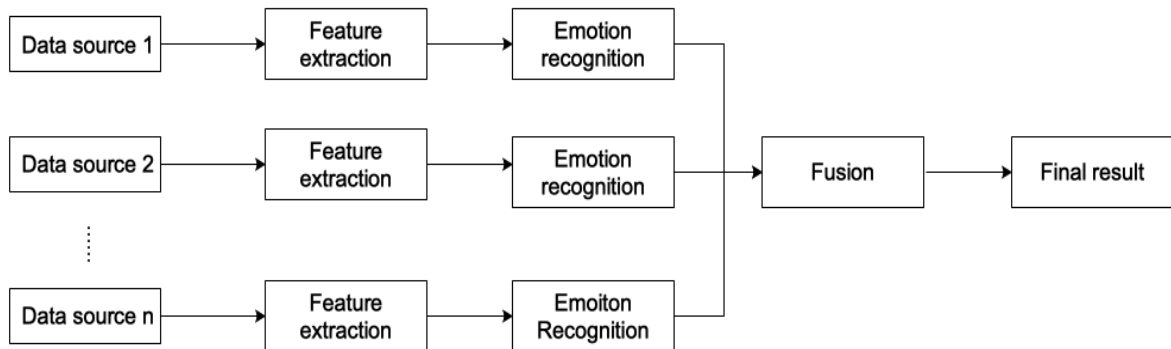 Data source 1
Feature
extraction
Emotion
recognition
Data source 2
Feature
extraction
Emotion
recognition
Fusion
Final result
Data source n
Feature
extraction
Emoiton
Recognition